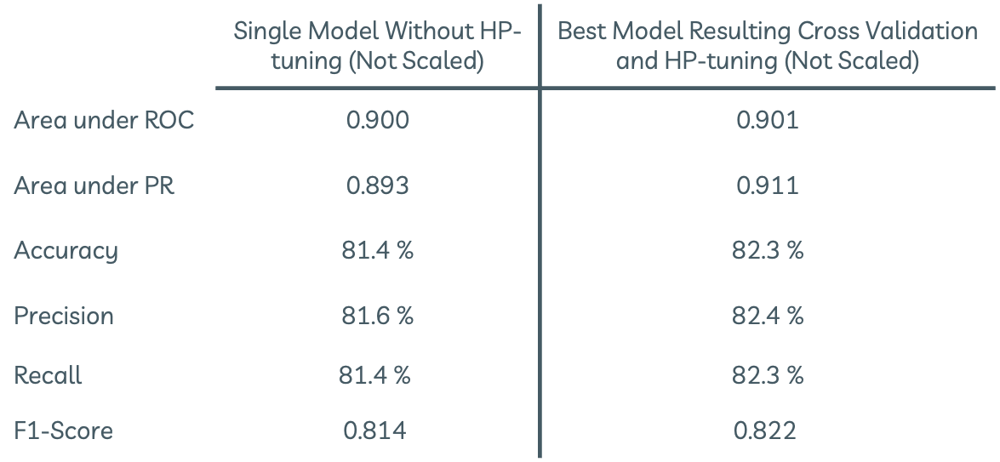 Single Model Without HP-
tuning (Not Scaled)
Best Model Resulting Cross Validation
and HP-tuning (Not Scaled)
Area under ROC 0.900 0.901
Area under PR 0.893 0.911
Accuracy 81.4 % 82.3 %
Precision 81.6 % 82.4 %
Recall 81.4 % 82.3 %
F1-Score 0.814 0.822